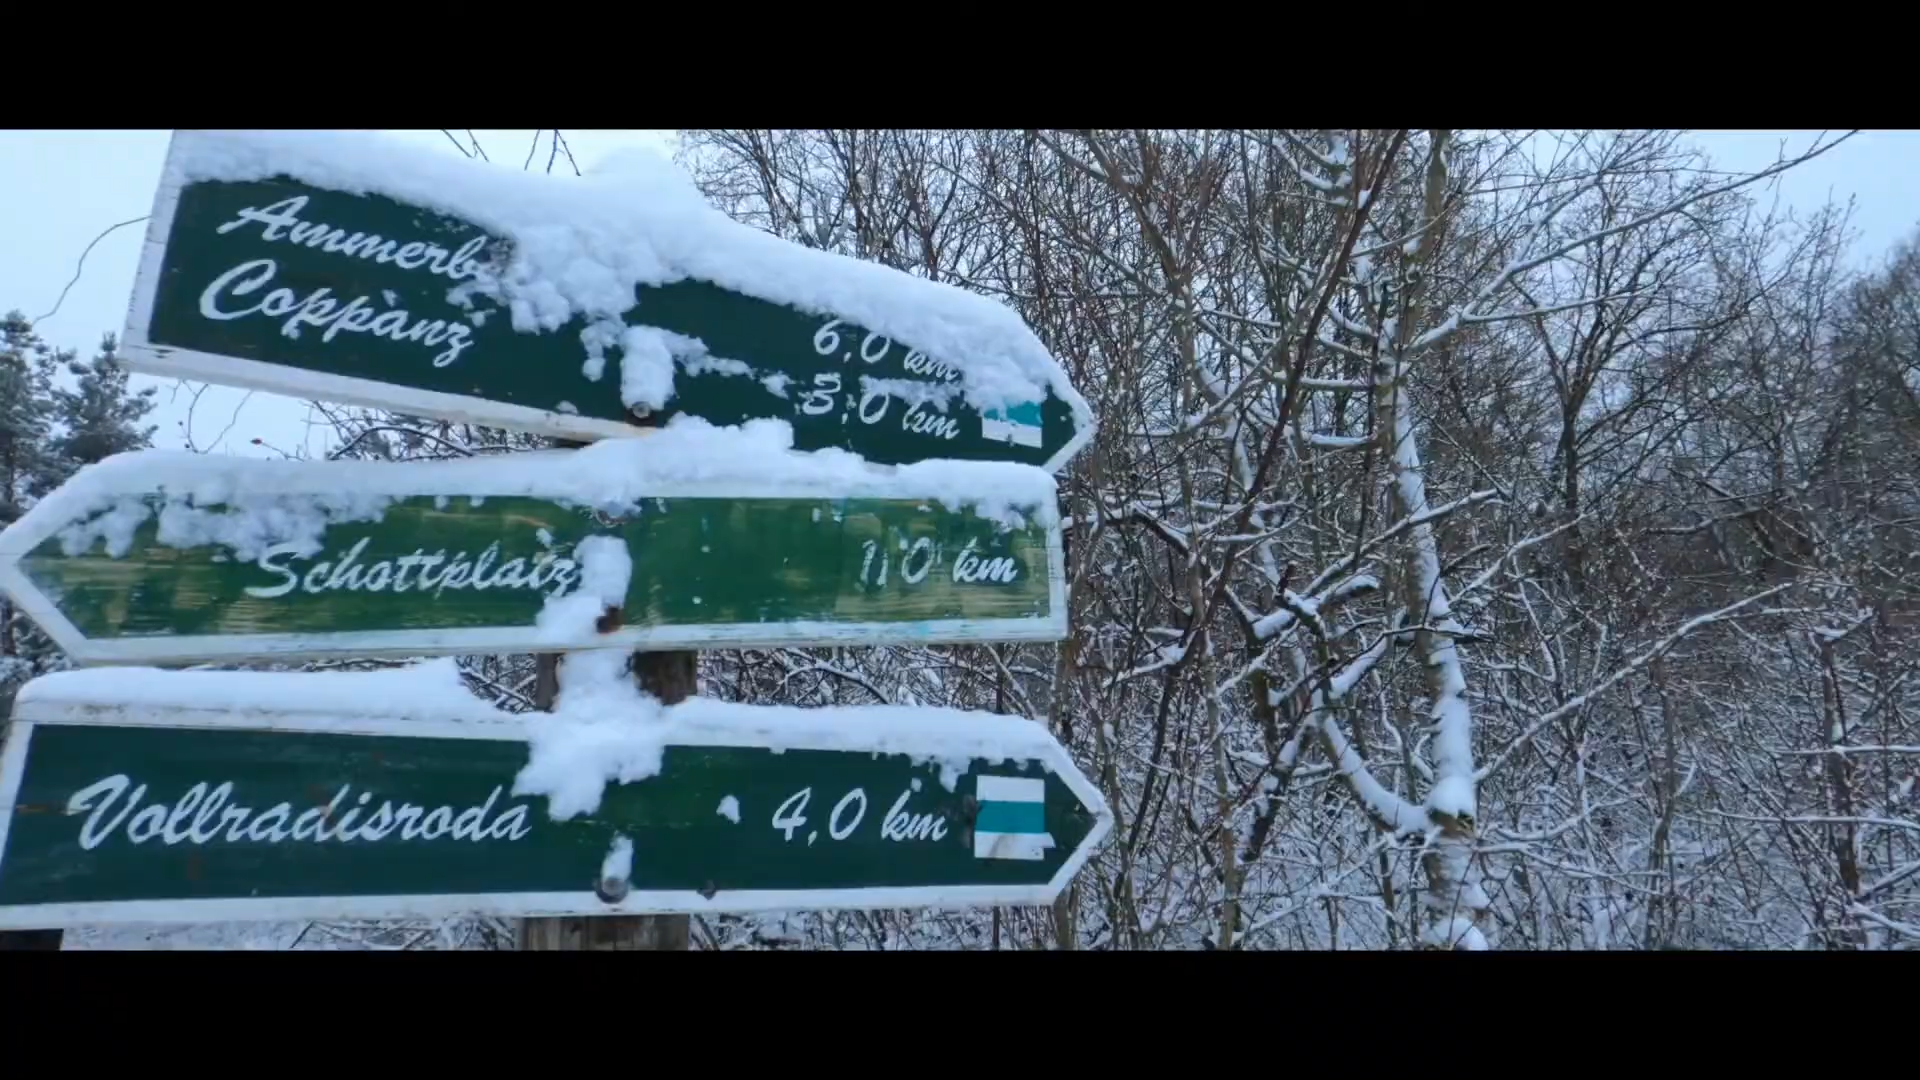 Coppanz
6,0 km
3,0 km
Schottplatz
1,0 km
Vollradisroda
4,0 km